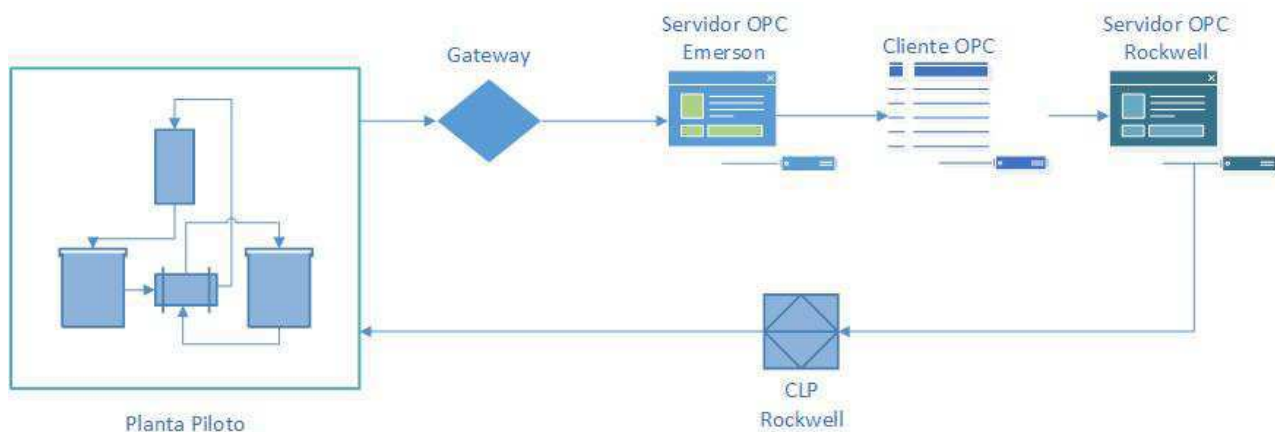 Gateway
Servidor OPC
Emerson
Cliente OPC
Servidor OPC
Rockwell
CLP
Rockwell
Planta Piloto